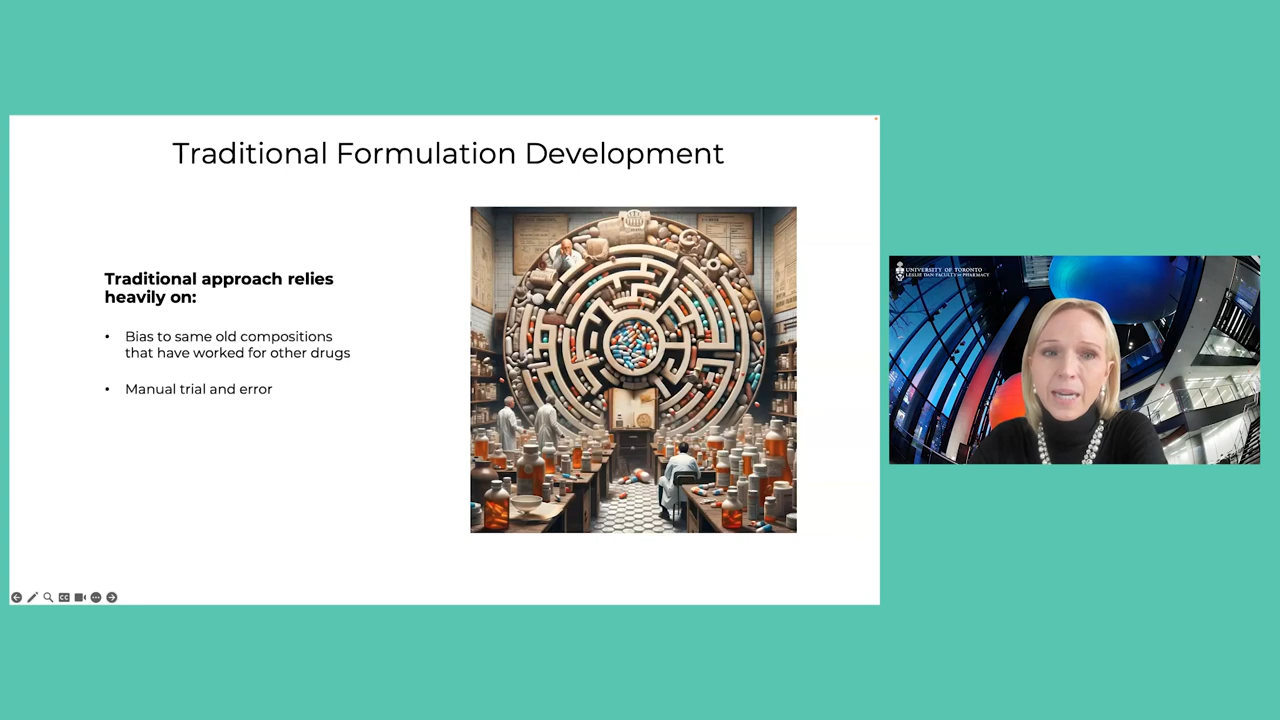 Traditional Formulation Development
Traditional approach relies
heavily on:
• Bias to same old compositions
that have worked for other drugs
• Manual trial and error
CC
UNIVERSITY OF TORONTO
LESLIE DAN FACULTY OF PHARMACY